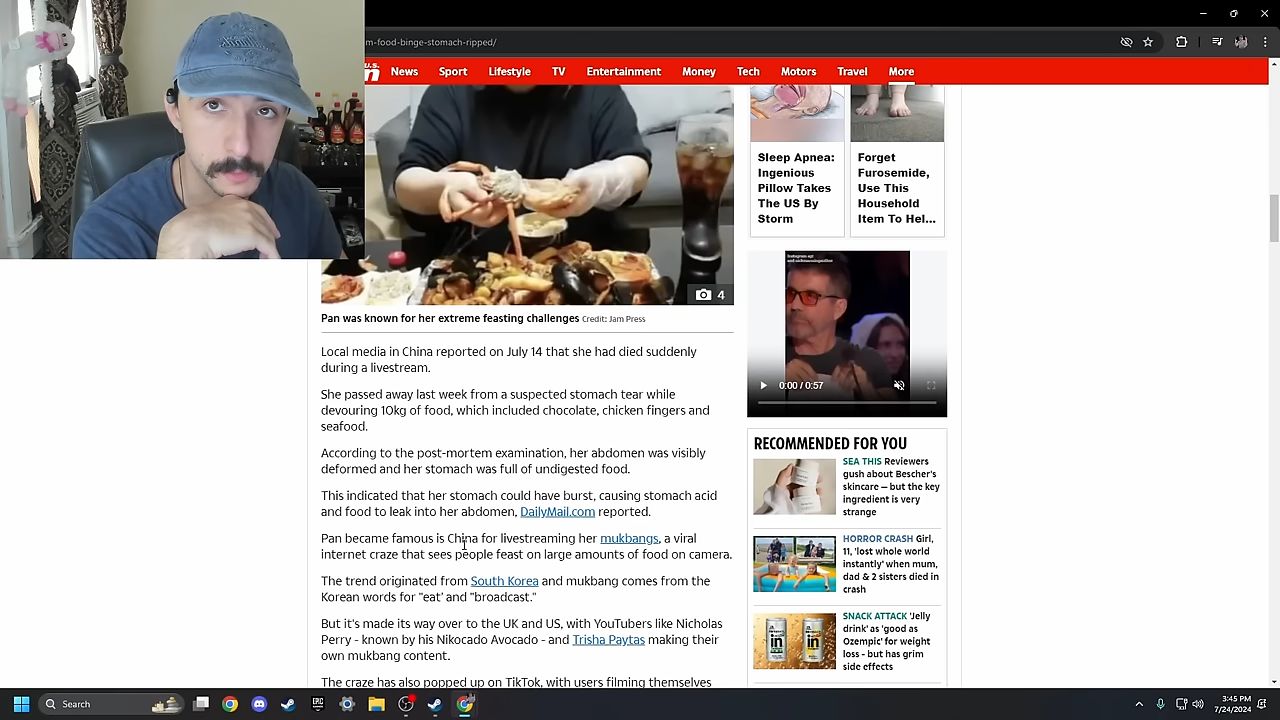 m-food-binge-stomach-ripped/
News Sport Lifestyle TV Entertainment Money Tech Motors Travel More
Sleep Apnea:
Ingenious
Pillow Takes
The US By
Storm
Forget
Furosemide,
Use This
Household
Item To Hel...
4
Pan was known for her extreme feasting challenges Credit: Jam Press
Local media in China reported on July 14 that she had died suddenly
during a livestream.
She passed away last week from a suspected stomach tear while
devouring 10kg of food, which included chocolate, chicken fingers and
seafood.
According to the post-mortem examination, her abdomen was visibly
deformed and her stomach was full of undigested food.
This indicated that her stomach could have burst, causing stomach acid
and food to leak into her abdomen, DailyMail.com reported.
Pan became famous is China for livestreaming her mukbangs, a viral
internet craze that sees people feast on large amounts of food on camera.
The trend originated from South Korea and mukbang comes from the
Korean words for "eat' and "broadcast."
But it's made its way over to the UK and US, with YouTubers like Nicholas
Perry - known by his Nikocado Avocado - and Trisha Paytas making their
own mukbang content.
The craze has also popped up on TikTok, with users filming themselves
0:00 / 0:57
RECOMMENDED FOR YOU
SEA THIS Reviewers
gush about Bescher's
skincare – but the key
ingredient is very
strange
HORROR CRASH Girl,
11, 'lost whole world
instantly' when mum,
dad & 2 sisters died in
crash
SNACK ATTACK 'Jelly
drink' as 'good as
Ozempic' for weight
loss - but has grim
side effects
Search
3:45 PM
7/24/2024